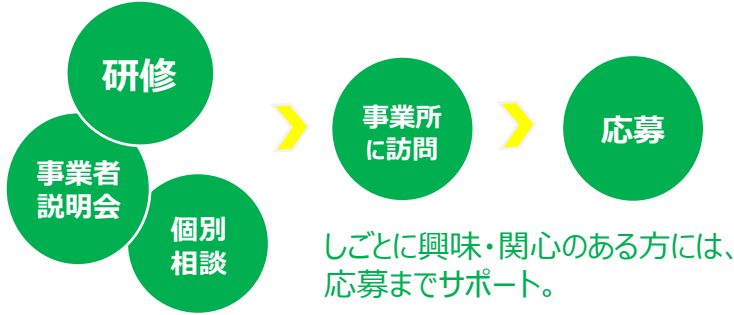 研修
事業者
説明会
個別
相談
事業所
に訪問
応募
しごとに興味・関心のある方には、
応募までサポート。